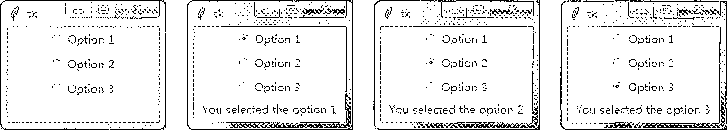 tk
Option 1
Option 2
Option 3
tk
Option 1
Option 2
Option 3
You selected the option 1
tk
Option 1
Option 2
Option 3
You selected the option 2
tk
Option 1
Option 2
Option 3
You selected the option 3